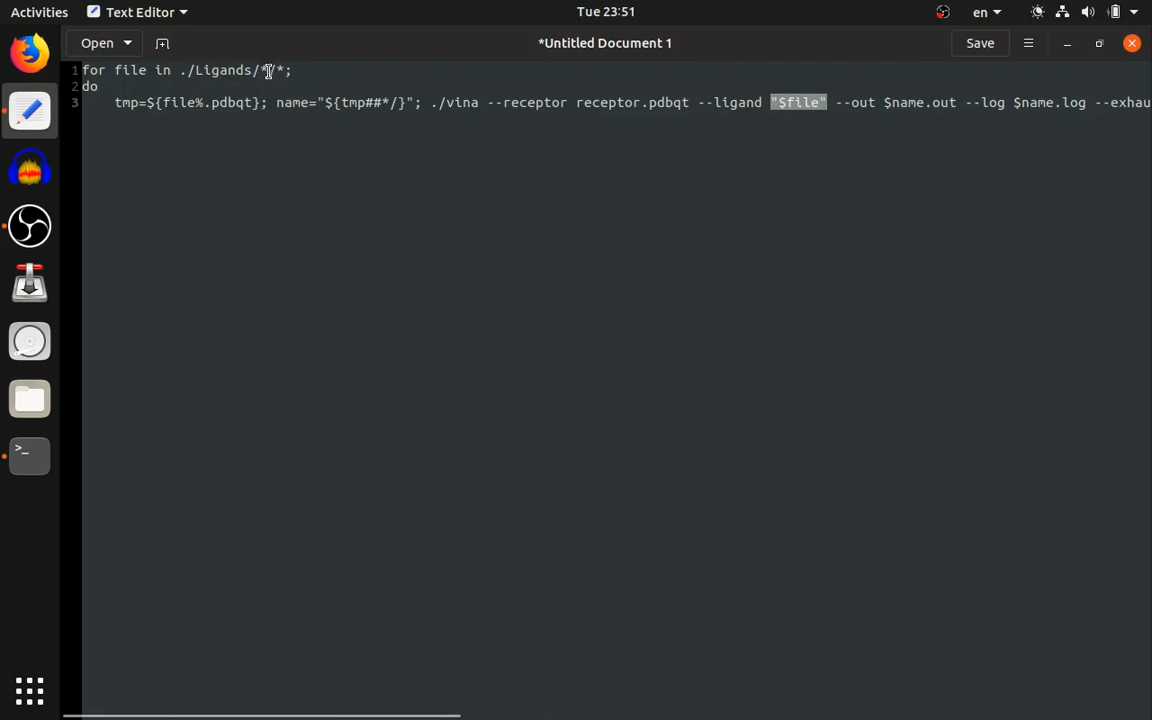 Activities Text Editor Tue 23:51 en
Open *Untitled Document 1 Save
1 for file in ./Ligands/*/*;
2 do
3 tmp=${file%.pdbqt}; name="${tmp##*/}"; ./vina --receptor receptor.pdbqt --ligand "$file" --out $name.out --log $name.log --exhau
>_